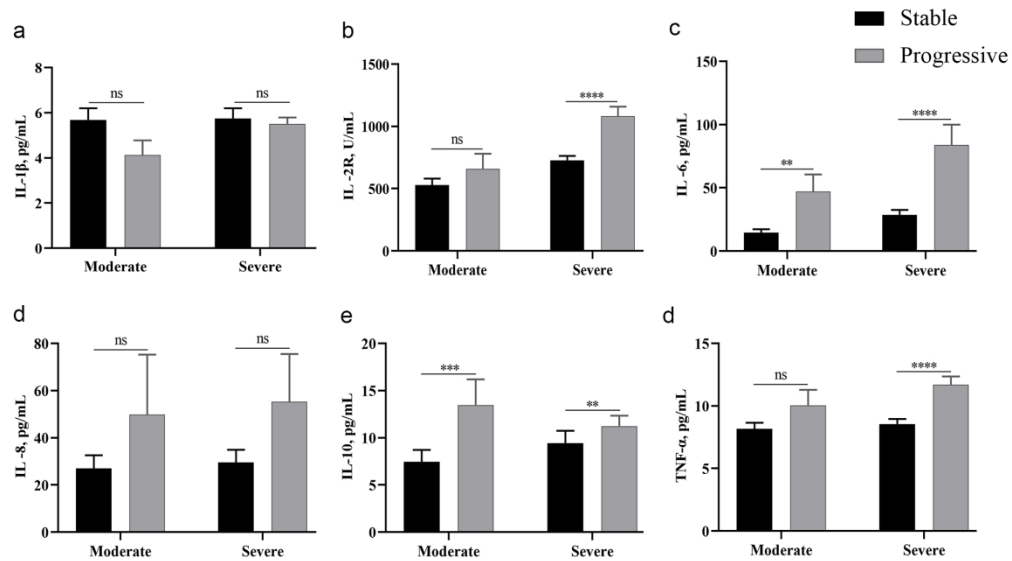 Stable
Progressive
a
IL-1β, pg/mL
8
6
4
2
0
ns
ns
Moderate
Severe
b
IL -2R, U/mL
1500
1000
500
0
ns
****
Moderate
Severe
c
IL -6, pg/mL
150
100
50
0
**
****
Moderate
Severe
d
IL -8, pg/mL
80
60
40
20
0
ns
ns
Moderate
Severe
e
IL-10, pg/mL
20
15
10
5
0
***
**
Moderate
Severe
d
TNF-α, pg/mL
15
10
5
0
ns
****
Moderate
Severe